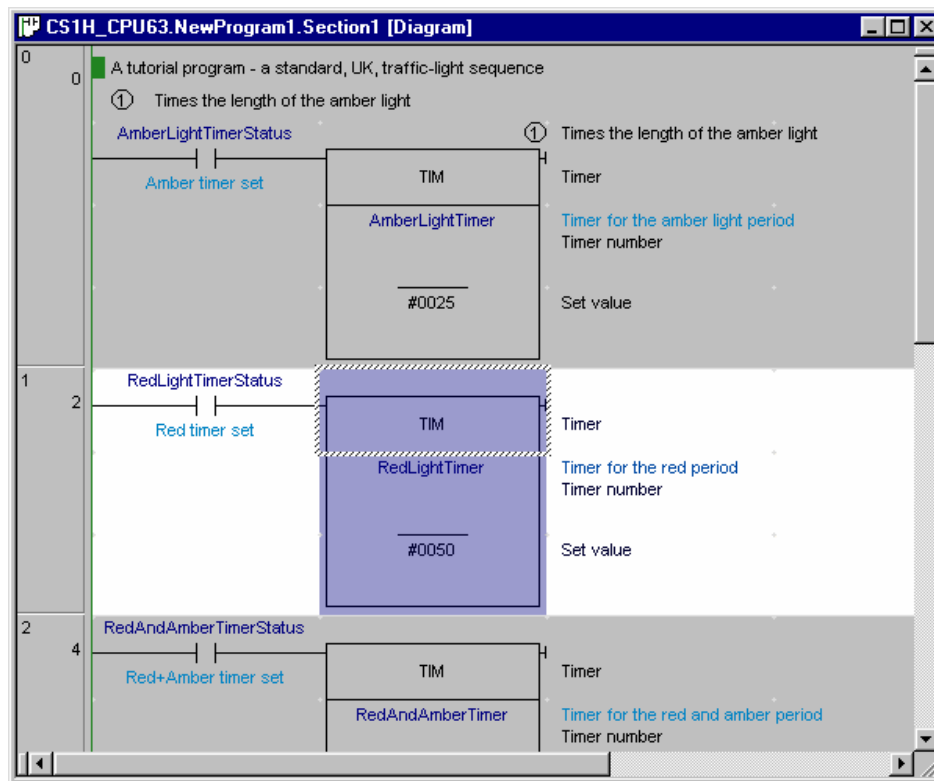 CS1H_CPU63.NewProgram1.Section1 [Diagram]
0
0
A tutorial program - a standard, UK, traffic-light sequence
1 Times the length of the amber light
AmberLightTimerStatus
1 Times the length of the amber light
Amber timer set
TIM
Timer
AmberLightTimer
Timer for the amber light period
Timer number
#0025
Set value
1
2
RedLightTimerStatus
Red timer set
TIM
Timer
RedLightTimer
Timer for the red period
Timer number
#0050
Set value
2
4
RedAndAmberTimerStatus
Red+Amber timer set
TIM
Timer
RedAndAmberTimer
Timer for the red and amber period
Timer number